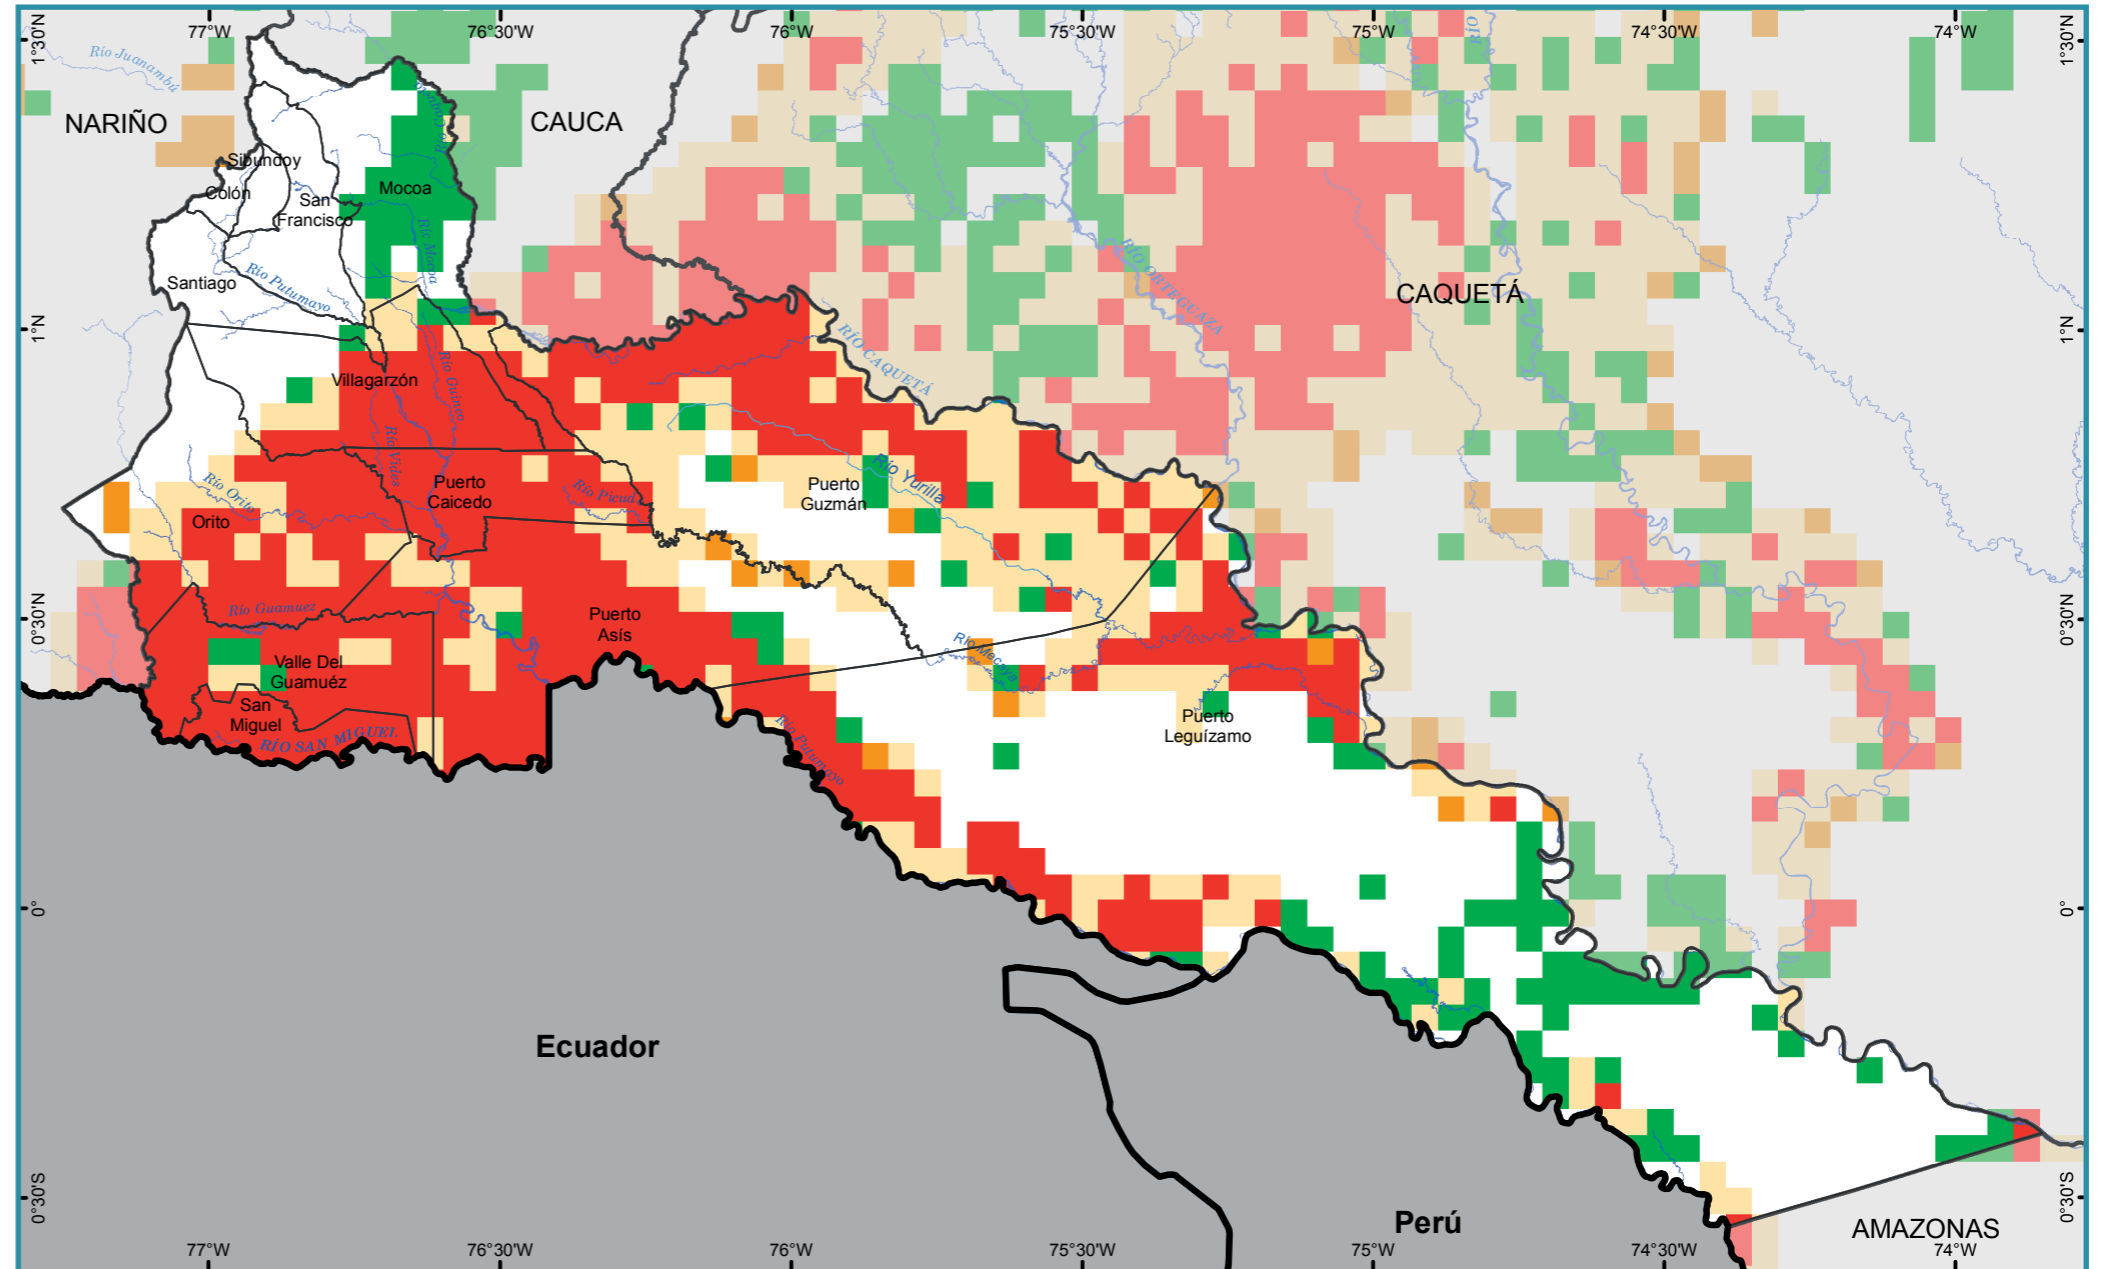 77°W
76°30'W
76°W
75°30'W
75°W
74°30'W
74°W
1°30'N
1°30'N
Río Juanambú
RÍO
NARIÑO
CAUCA
Sibundoy
Colón
San
Francisco
Mocoa
Río Mocoa
Santiago
Río Putumayo
RÍO ORTEGUAZA
CAQUETÁ
1°N
1°N
RÍO CAQUETÁ
Villagarzón
Río Guineo
Río Vides
Río Orito
Orito
Puerto
Caicedo
Río Picudo
Puerto
Guzmán
Río Yurilla
0°30'N
0°30'N
Río Guamuez
Puerto
Asís
Valle Del
Guamuéz
Río Mecaya
San
Miguel
RÍO SAN MIGUEL
Río Putumayo
Puerto
Leguízamo
0°
0°
Ecuador
Perú
0°30'S
0°30'S
AMAZONAS
77°W
76°30'W
76°W
75°30'W
75°W
74°30'W
74°W